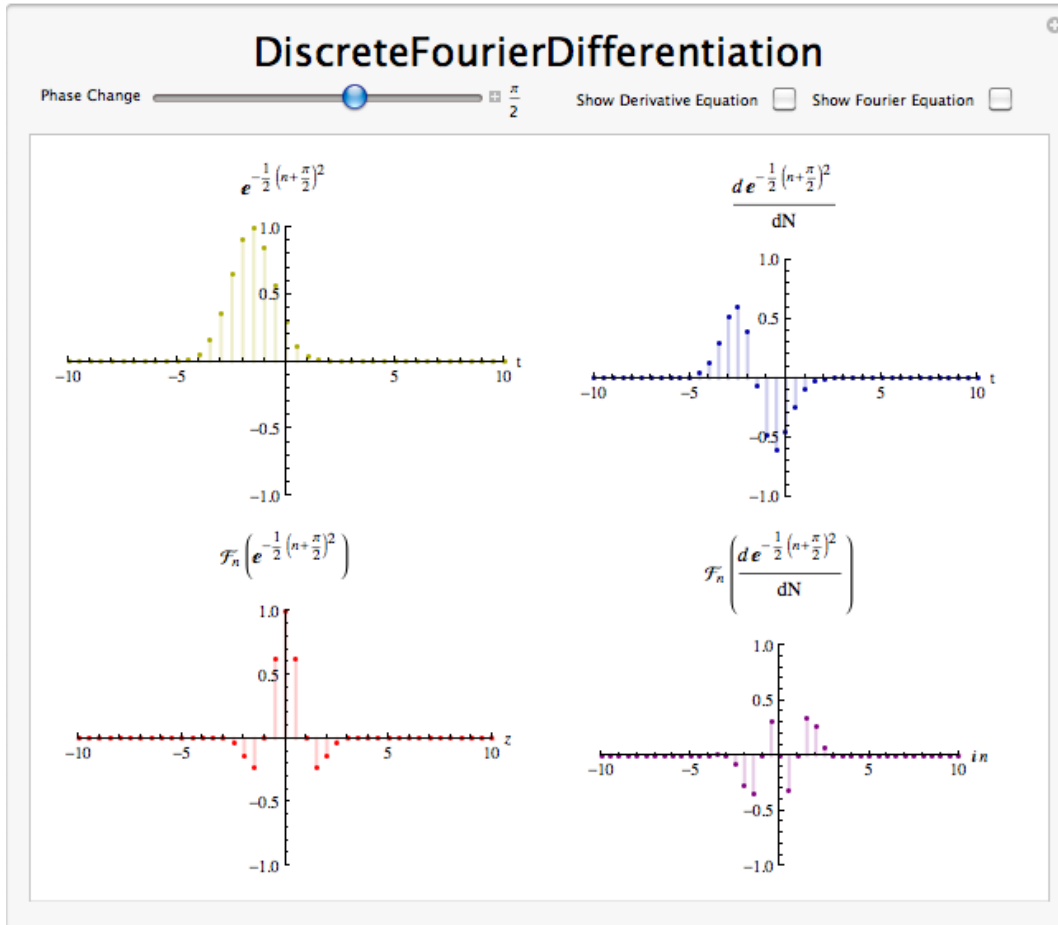 DiscreteFourierDifferentiation
Phase Change π/2 Show Derivative Equation Show Fourier Equation
e^{-1/2 (n+π/2)^2}
1.0
0.5
-10 -5 5 10 t
-0.5
-1.0
d e^{-1/2 (n+π/2)^2}
dN
1.0
0.5
-10 -5 5 10 t
-0.5
-1.0
ℱn(e^{-1/2 (n+π/2)^2})
1.0
0.5
-10 -5 5 10 z
-0.5
-1.0
ℱn(d e^{-1/2 (n+π/2)^2} / dN)
1.0
0.5
-10 -5 5 10 in
-0.5
-1.0